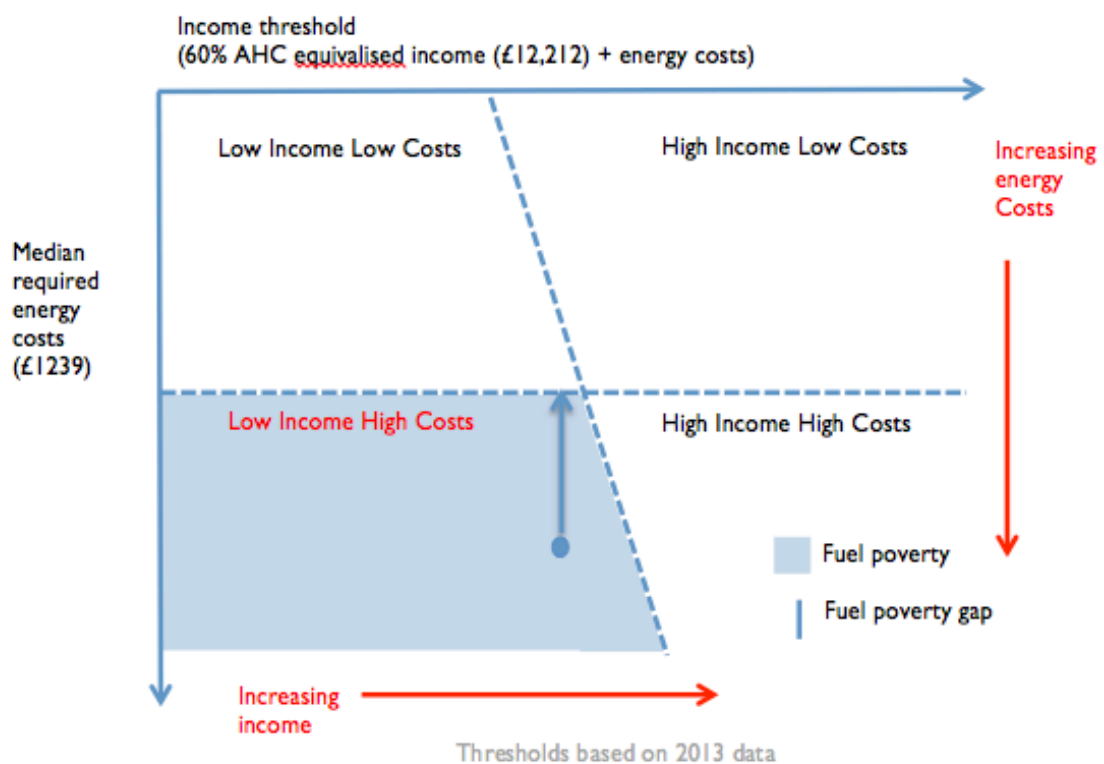 Income threshold
(60% AHC equivalised income (£12,212) + energy costs)
Low Income Low Costs
High Income Low Costs
Increasing
energy
Costs
Median
required
energy
costs
(£1239)
Low Income High Costs
High Income High Costs
Fuel poverty
Fuel poverty gap
Increasing
income
Thresholds based on 2013 data